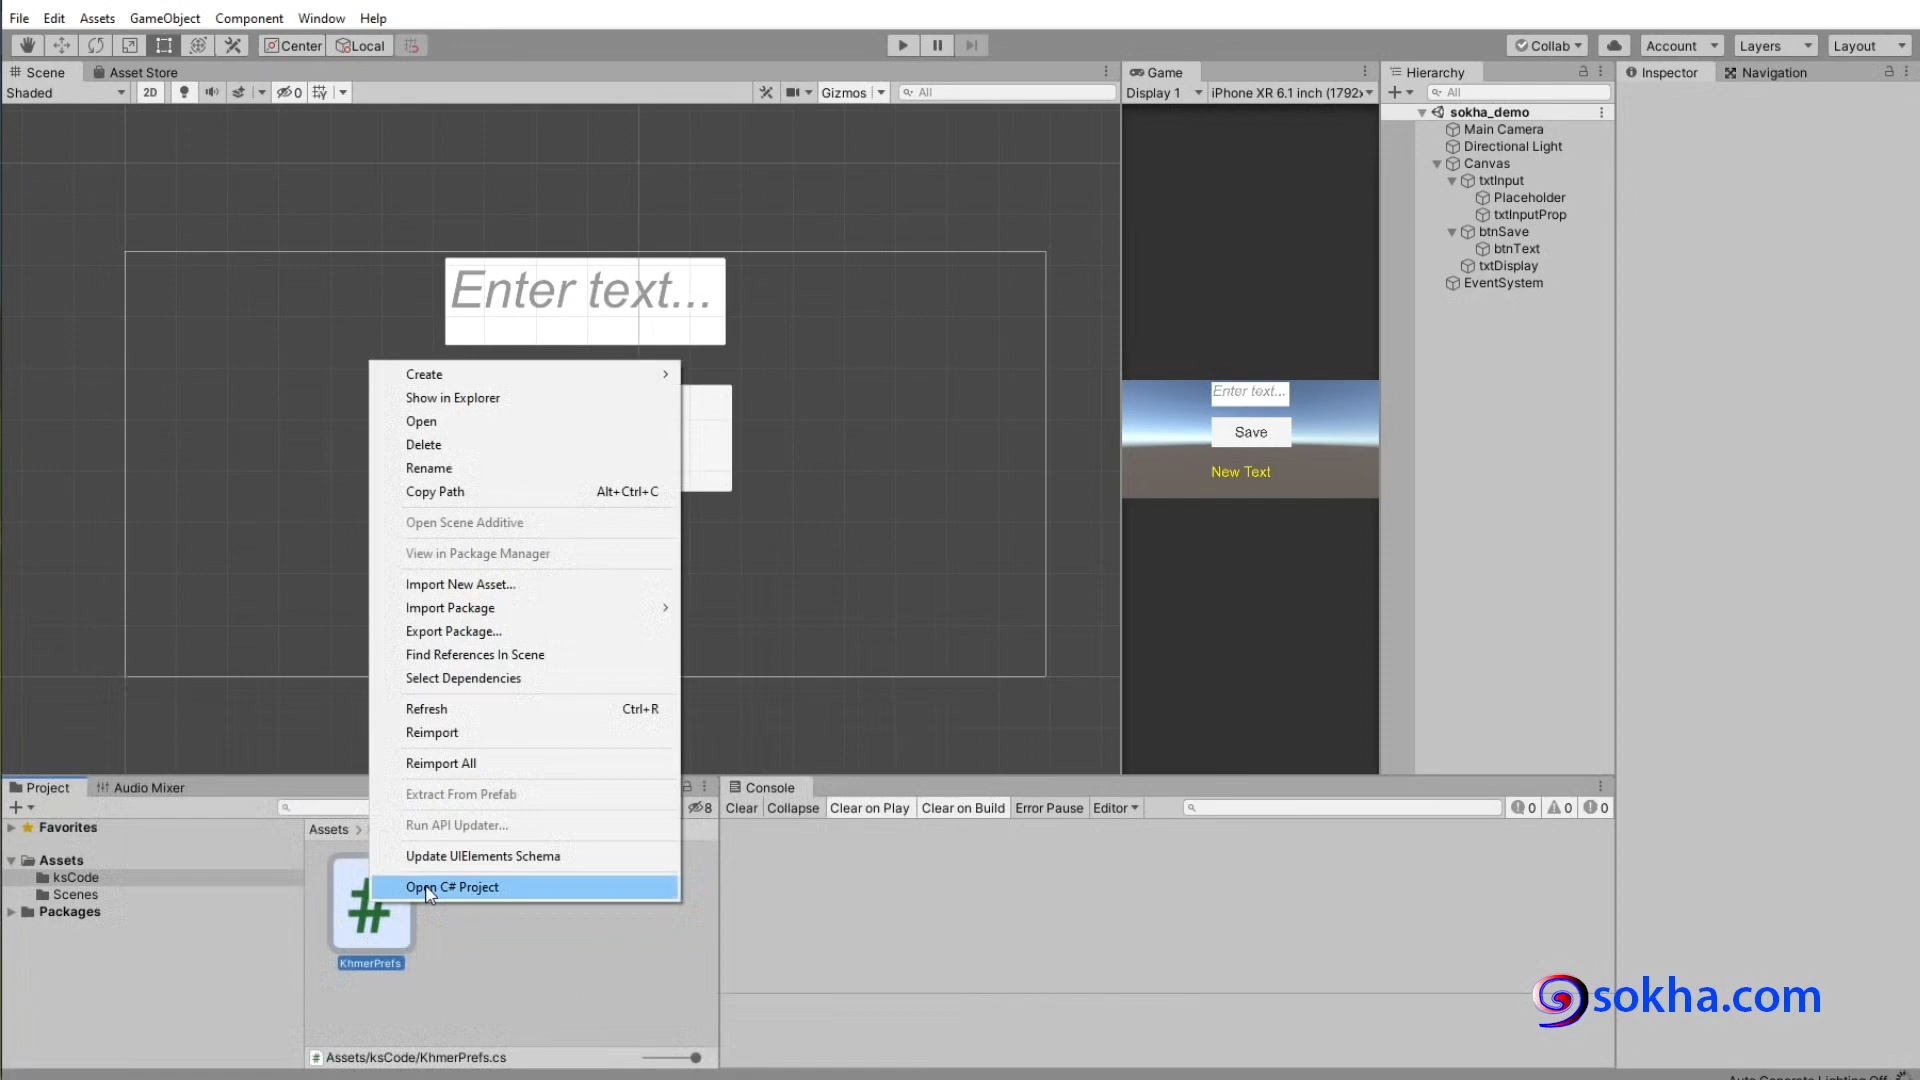 File Edit Assets GameObject Component Window Help
Center Local Collab Account Layers Layout
Scene Asset Store
Shaded 2D 0 Gizmos All
Game
Display 1 iPhone XR 6.1 inch (1792x
Hierarchy
All
sokha_demo
Main Camera
Directional Light
Canvas
txtInput
Placeholder
txtInputProp
btnSave
btnText
txtDisplay
EventSystem
Inspector Navigation
Enter text...
Enter text...
Save
New Text
Create
Show in Explorer
Open
Delete
Rename
Copy Path Alt+Ctrl+C
Open Scene Additive
View in Package Manager
Import New Asset...
Import Package
Export Package...
Find References In Scene
Select Dependencies
Refresh Ctrl+R
Reimport
Reimport All
Extract From Prefab
Run API Updater...
Update UIElements Schema
Open C# Project
Project Audio Mixer
8
Favorites
Assets
ksCode
Scenes
Packages
Assets >
#
KhmerPrefs
# Assets/ksCode/KhmerPrefs.cs
Console
Clear Collapse Clear on Play Clear on Build Error Pause Editor 0 0 0
sokha.com
Auto Generate Lighting Off